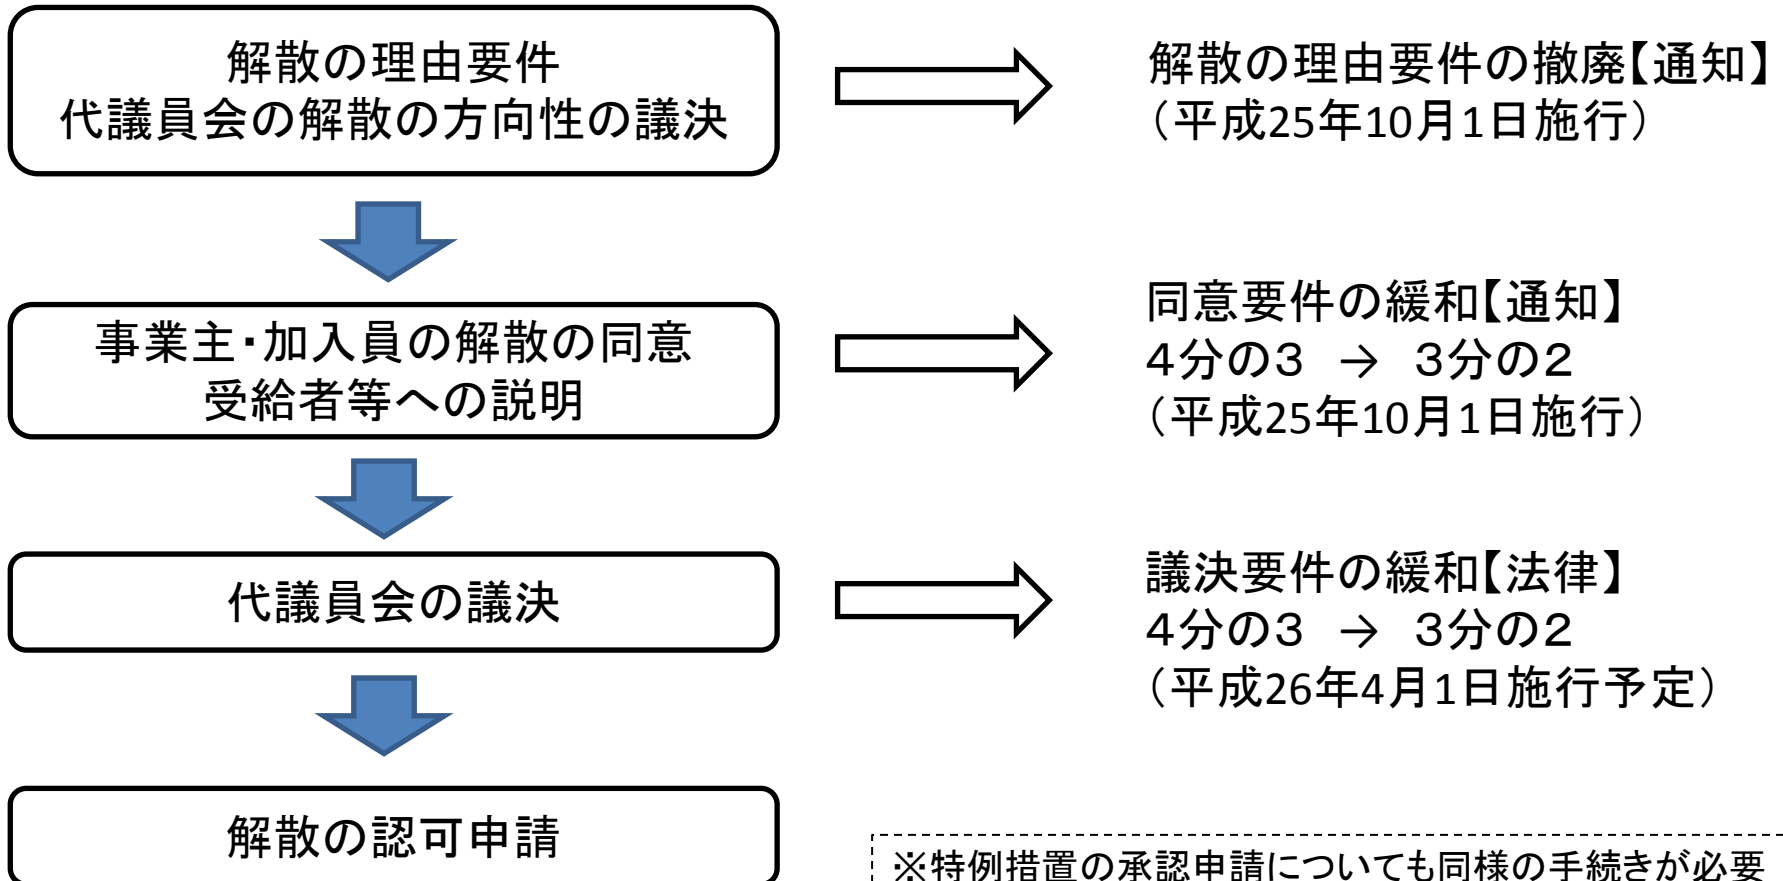 解散の理由要件
代議員会の解散の方向性の議決
解散の理由要件の撤廃【通知】
（平成25年10月1日施行）
事業主・加入員の解散の同意
受給者等への説明
同意要件の緩和【通知】
４分の３ → ３分の２
（平成25年10月1日施行）
代議員会の議決
議決要件の緩和【法律】
４分の３ → ３分の２
（平成26年4月1日施行予定）
解散の認可申請
※特例措置の承認申請についても同様の手続きが必要